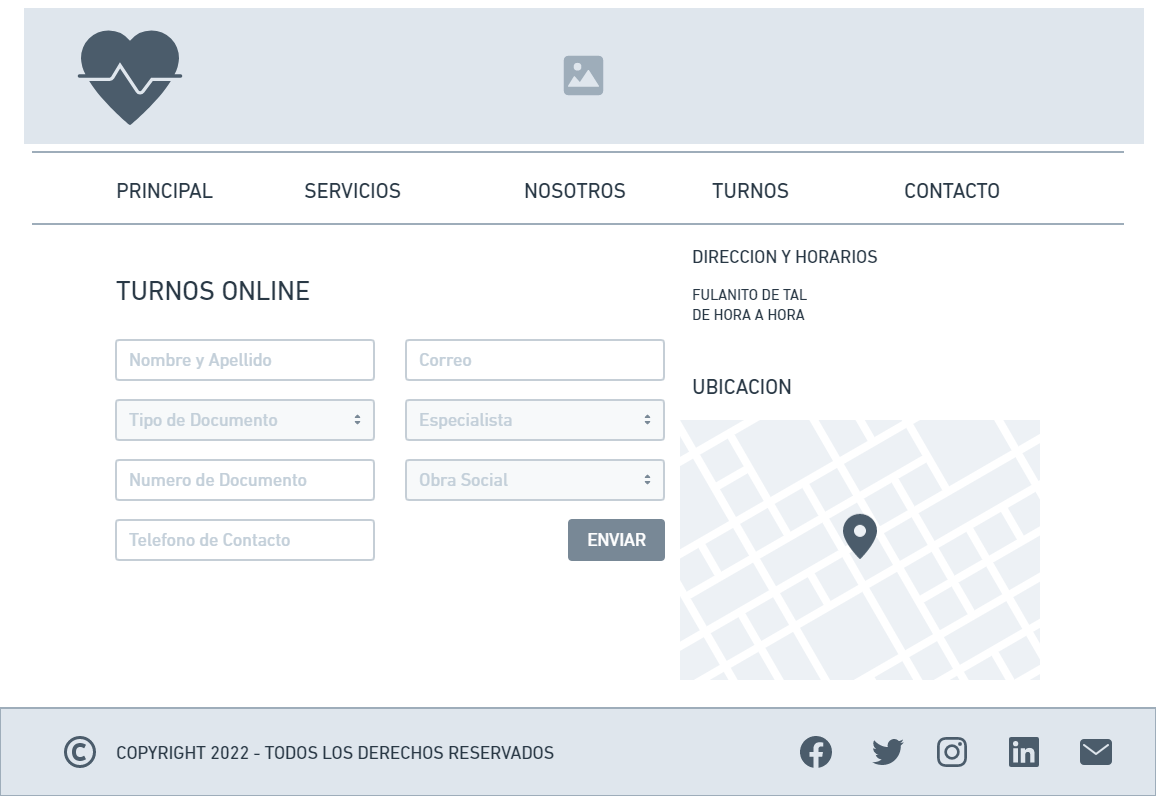 PRINCIPAL
SERVICIOS
NOSOTROS
TURNOS
CONTACTO
TURNOS ONLINE
Nombre y Apellido
Correo
Tipo de Documento
Especialista
Numero de Documento
Obra Social
Telefono de Contacto
ENVIAR
DIRECCION Y HORARIOS
FULANITO DE TAL
DE HORA A HORA
UBICACION
© COPYRIGHT 2022 - TODOS LOS DERECHOS RESERVADOS